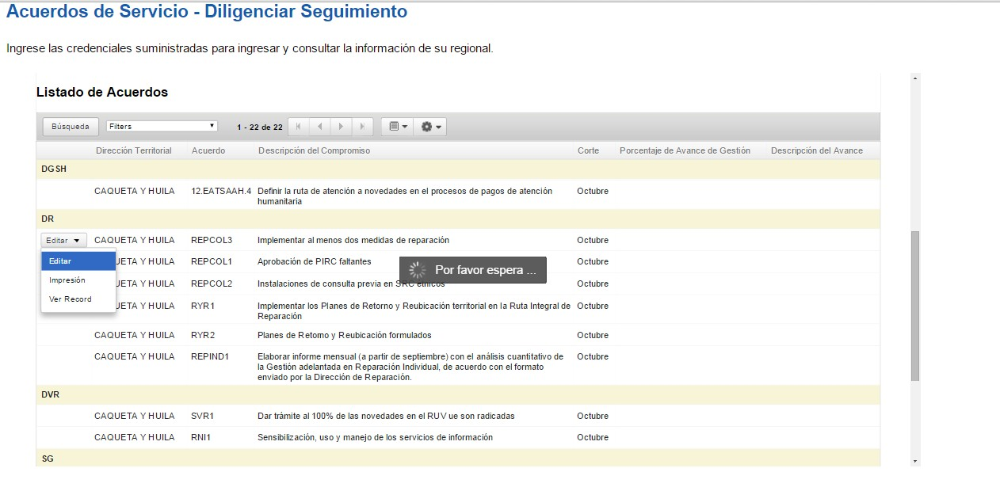 Acuerdos de Servicio - Diligenciar Seguimiento
Ingrese las credenciales suministradas para ingresar y consultar la información de su regional.
Listado de Acuerdos
Búsqueda Filters 1 - 22 de 22
Dirección Territorial Acuerdo Descripción del Compromiso Corte Porcentaje de Avance de Gestión Descripción del Avance
DGSH
CAQUETA Y HUILA 12.EATSAAH.4 Definir la ruta de atención a novedades en el procesos de pagos de atención Octubre
humanitaria
DR
Editar CAQUETA Y HUILA REPCOL3 Implementar al menos dos medidas de reparación Octubre
Editar UETA Y HUILA REPCOL1 Aprobación de PIRC faltantes Octubre
Por favor espera ...
Impresión UETA Y HUILA REPCOL2 Instalaciones de consulta previa en SRC étnicos Octubre
Ver Record UETA Y HUILA RYR1 Implementar los Planes de Retorno y Reubicación territorial en la Ruta Integral de Octubre
Reparación
CAQUETA Y HUILA RYR2 Planes de Retorno y Reubicación formulados Octubre
CAQUETA Y HUILA REPIND1 Elaborar informe mensual (a partir de septiembre) con el análisis cuantitativo de Octubre
la Gestión adelantada en Reparación Individual, de acuerdo con el formato
enviado por la Dirección de Reparación.
DVR
CAQUETA Y HUILA SVR1 Dar trámite al 100% de las novedades en el RUV ue son radicadas Octubre
CAQUETA Y HUILA RNI1 Sensibilización, uso y manejo de los servicios de información Octubre
SG